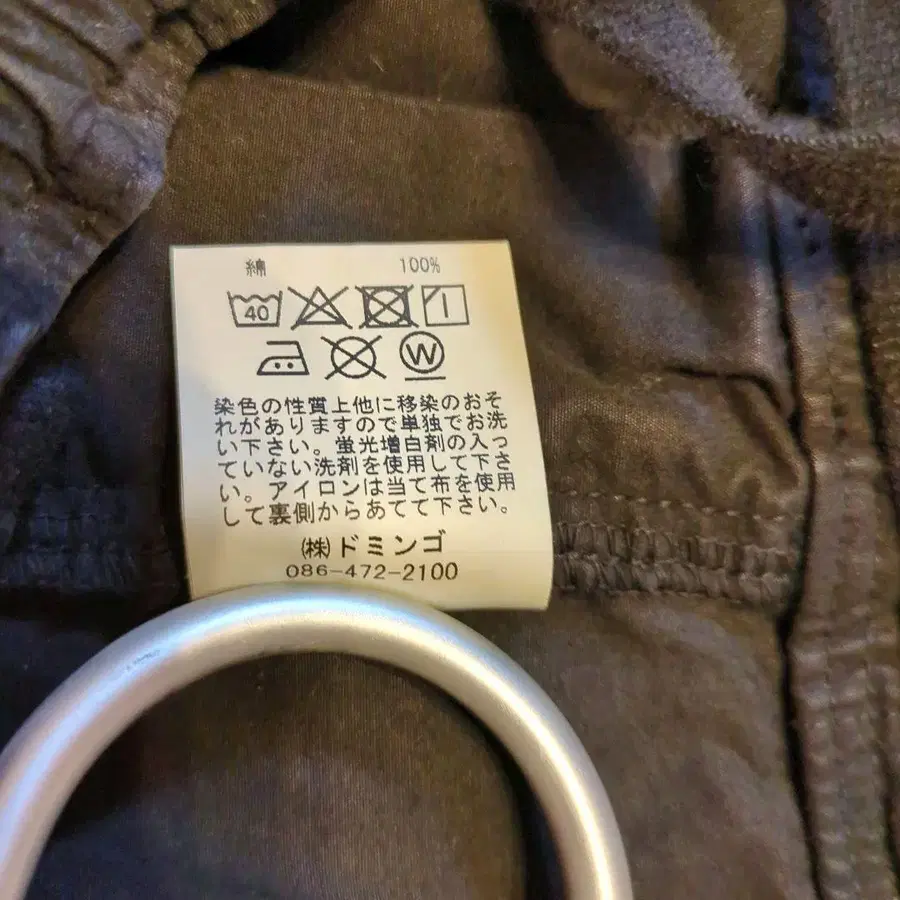 綿 100%
40
W
染色の性質上他に移染のおそ
れがありますので単独でお洗
い下さい。蛍光増白剤の入っ
ていない洗剤を使用して下さ
い。アイロンは当て布を使用
して裏側からあてて下さい。
㈱ドミンゴ
086-472-2100